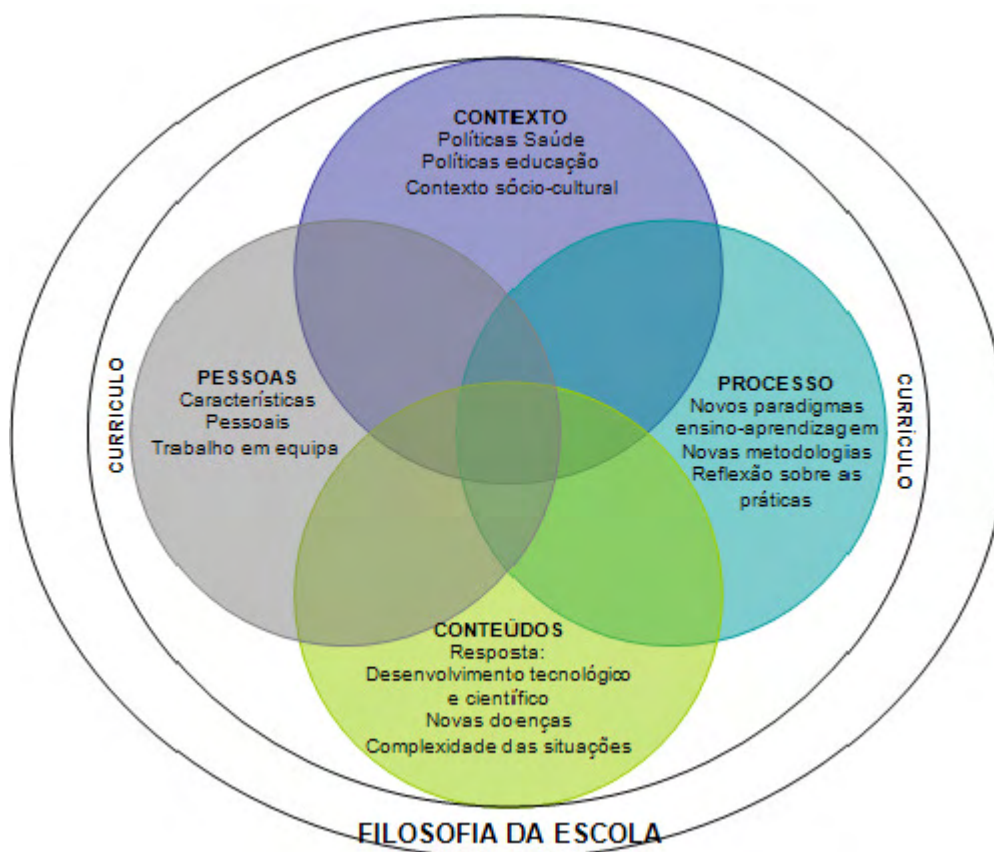 CONTEXTO
Políticas Saúde
Políticas educação
Contexto sócio-cultural
CURRICULO
PESSOAS
Características
Pessoais
Trabalho em equipa
PROCESSO
Novos paradigmas
ensino-aprendizagem
Novas metodologias
Reflexão sobre as
práticas
CURRÍCULO
CONTEÚDOS
Resposta:
Desenvolvimento tecnológico
e científico
Novas doenças
Complexidade das situações
FILOSOFIA DA ESCOLA